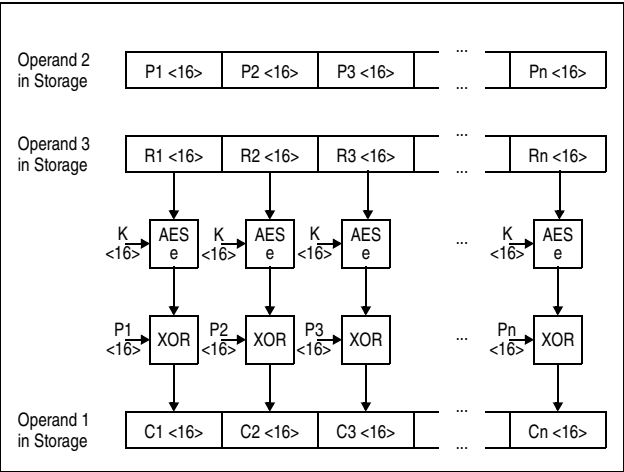 Operand 2
in Storage
P1 <16> P2 <16> P3 <16> ... ... Pn <16>
Operand 3
in Storage
R1 <16> R2 <16> R3 <16> ... ... Rn <16>
K <16> AES e K <16> AES e K <16> AES e ... K <16> AES e
P1 <16> XOR P2 <16> XOR P3 <16> XOR ... Pn <16> XOR
Operand 1
in Storage
C1 <16> C2 <16> C3 <16> ... ... Cn <16>